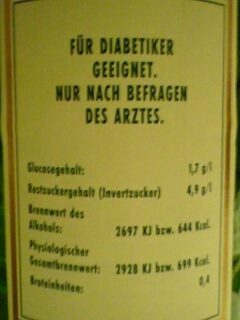 FÜR DIABETIKER
GEEIGNET.
NUR NACH BEFRAGEN
DES ARZTES.
Glucosegehalt: 1,7 g/l
Restzuckergehalt (Invertzucker) 4,9 g/l
Brennwert des
Alkohols: 2697 KJ bzw. 644 Kcal.
Physiologischer
Gesamtbrennwert: 2928 KJ bzw. 699 Kcal.
Broteinheiten: 0,4